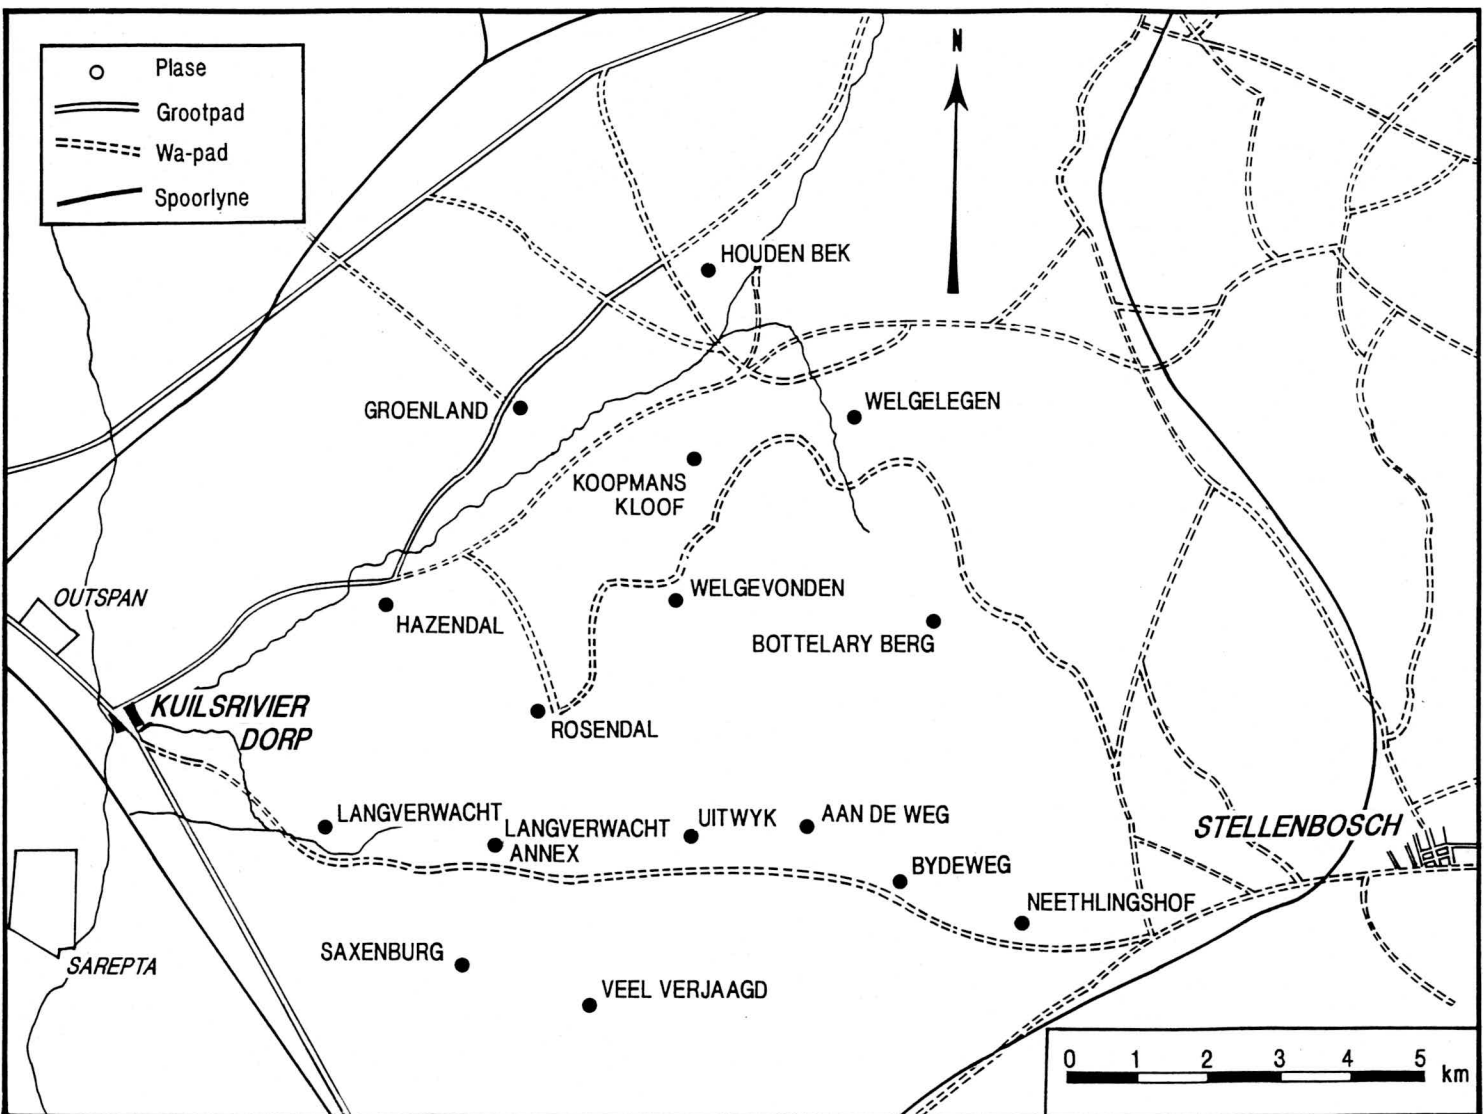 Plase
Grootpad
Wa-pad
Spoorlyne
N
HOUDEN BEK
GROENLAND
WELGELEGEN
KOOPMANS
KLOOF
OUTSPAN
HAZENDAL
WELGEVONDEN
BOTTELARY BERG
KUILSRIVIER
DORP
ROSENDAL
LANGVERWACHT
LANGVERWACHT
ANNEX
UITWYK
AAN DE WEG
STELLENBOSCH
BYDEWEG
NEETHLINGSHOF
SAXENBURG
SAREPTA
VEEL VERJAAGD
0 1 2 3 4 5 km